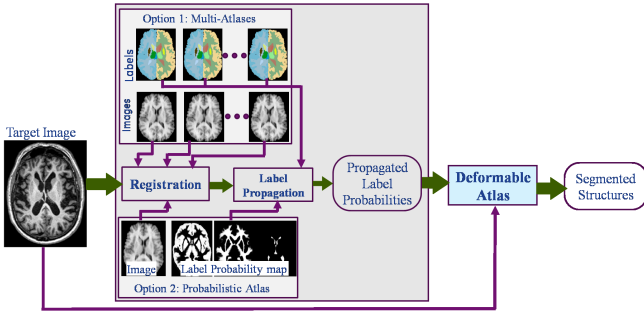 Option 1: Multi-Atlases
Labels
Images
Target Image
Registration
Label
Propagation
Propagated
Label
Probabilities
Deformable
Atlas
Segmented
Structures
Image
Label Probability map
Option 2: Probabilistic Atlas